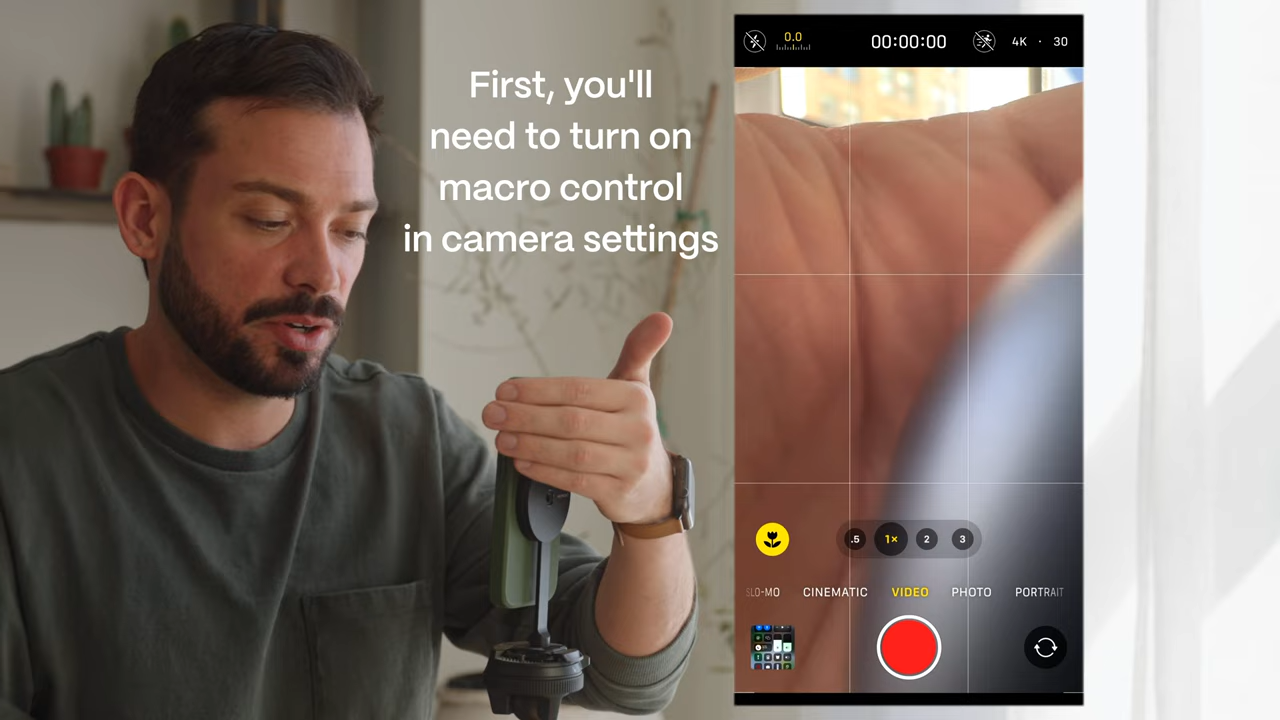 First, you'll
need to turn on
macro control
in camera settings
0.0
00:00:00
4K · 30
.5 1× 2 3
SLO-MO CINEMATIC VIDEO PHOTO PORTRAIT